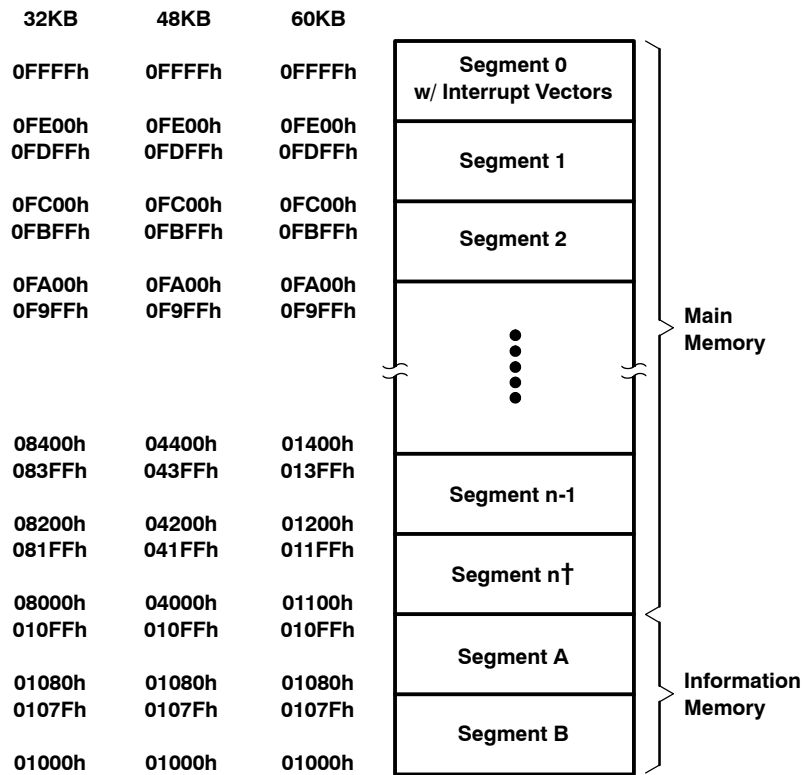 32KB 48KB 60KB
0FFFFh 0FFFFh 0FFFFh
Segment 0
w/ Interrupt Vectors
0FE00h 0FE00h 0FE00h
0FDFFh 0FDFFh 0FDFFh
Segment 1
0FC00h 0FC00h 0FC00h
0FBFFh 0FBFFh 0FBFFh
Segment 2
0FA00h 0FA00h 0FA00h
0F9FFh 0F9FFh 0F9FFh
Main
Memory
08400h 04400h 01400h
083FFh 043FFh 013FFh
Segment n-1
08200h 04200h 01200h
081FFh 041FFh 011FFh
Segment n†
08000h 04000h 01100h
010FFh 010FFh 010FFh
Segment A
01080h 01080h 01080h
Information
Memory
0107Fh 0107Fh 0107Fh
Segment B
01000h 01000h 01000h